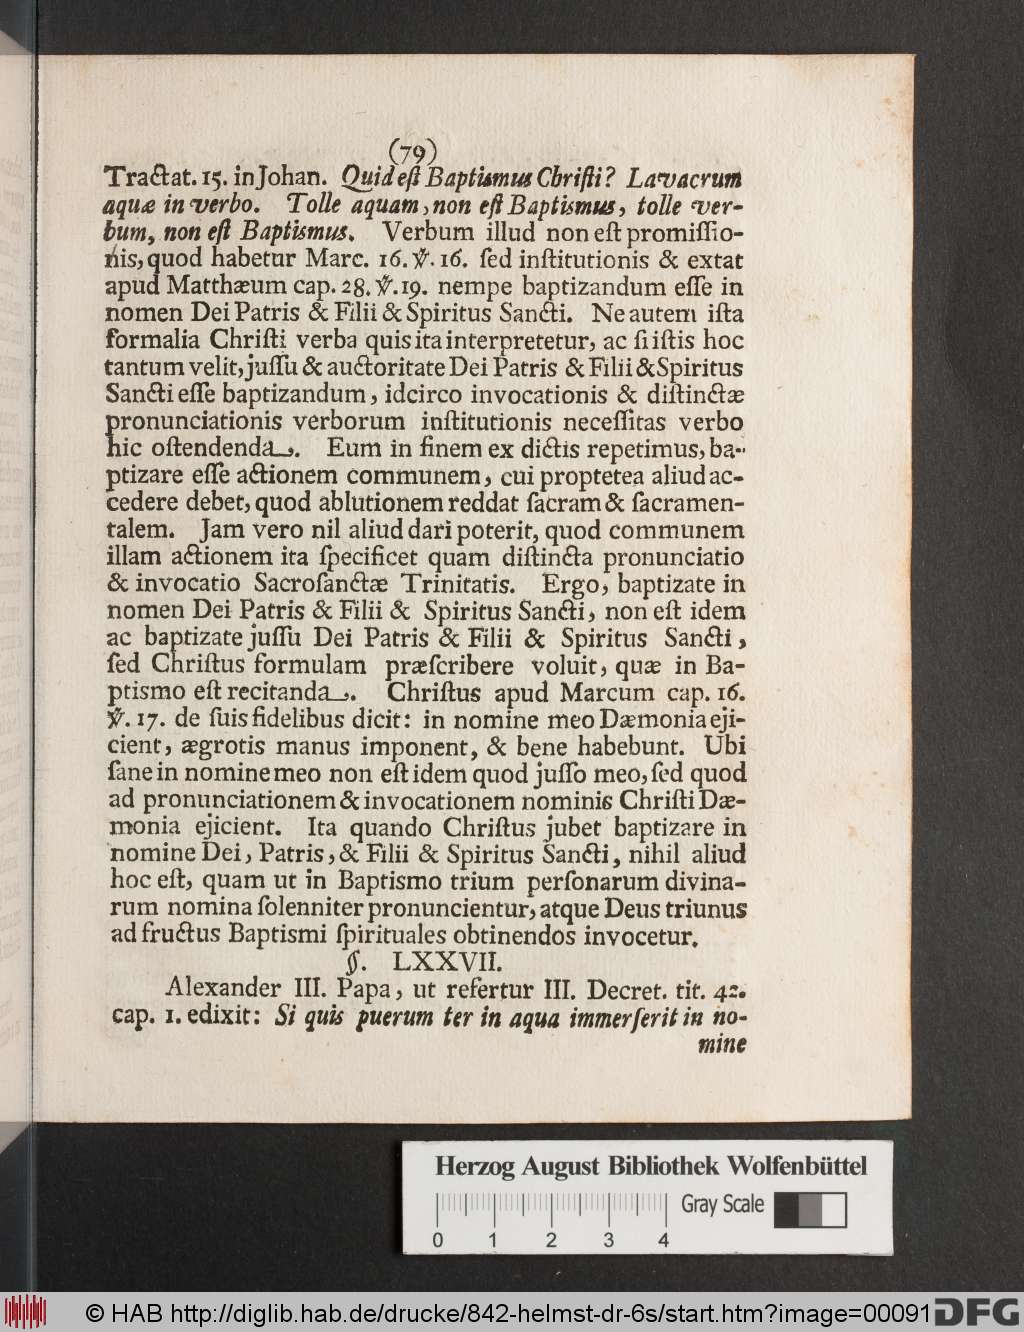 (79)
Tractat. 15. in Johan. Quid eſt Baptismus Chriſti? Lavacrum
aquæ in verbo. Tolle aquam, non eſt Baptismus, tolle ver-
bum, non eſt Baptismus. Verbum illud non eſt promiſſio-
nis, quod habetur Marc. 16. ℣. 16. ſed inſtitutionis & extat
apud Matthæum cap. 28. ℣. 19. nempe baptizandum eſſe in
nomen Dei Patris & Filii & Spiritus Sancti. Ne autem iſta
formalia Chriſti verba quis ita interpretetur, ac ſi iſtis hoc
tantum velit, juſſu & auctoritate Dei Patris & Filii & Spiritus
Sancti eſſe baptizandum, idcirco invocationis & diſtinctæ
pronunciationis verborum inſtitutionis neceſſitas verbo
hic oſtendenda. Eum in finem ex dictis repetimus, ba-
ptizare eſſe actionem communem, cui proptetea aliud ac-
cedere debet, quod ablutionem reddat ſacram & ſacramen-
talem. Jam vero nil aliud dari poterit, quod communem
illam actionem ita ſpecificet quam diſtincta pronunciatio
& invocatio Sacroſanctæ Trinitatis. Ergo, baptizate in
nomen Dei Patris & Filii & Spiritus Sancti, non eſt idem
ac baptizate juſſu Dei Patris & Filii & Spiritus Sancti,
ſed Chriſtus formulam præſcribere voluit, quæ in Ba-
ptismo eſt recitanda. Chriſtus apud Marcum cap. 16.
℣. 17. de ſuis fidelibus dicit: in nomine meo Dæmonia eji-
cient, ægrotis manus imponent, & bene habebunt. Ubi
ſane in nomine meo non eſt idem quod juſſo meo, ſed quod
ad pronunciationem & invocationem nominis Chriſti Dæ-
monia ejicient. Ita quando Chriſtus jubet baptizare in
nomine Dei, Patris, & Filii & Spiritus Sancti, nihil aliud
hoc eſt, quam ut in Baptismo trium perſonarum divina-
rum nomina ſolenniter pronuncientur, atque Deus triunus
ad fructus Baptismi ſpirituales obtinendos invocetur.
§. LXXVII.
Alexander III. Papa, ut refertur III. Decret. tit. 42.
cap. 1. edixit: Si quis puerum ter in aqua immerſerit in no-
mine
Herzog August Bibliothek Wolfenbüttel
Gray Scale
0 1 2 3 4
© HAB http://diglib.hab.de/drucke/842-helmst-dr-6s/start.htm?image=00091
DFG